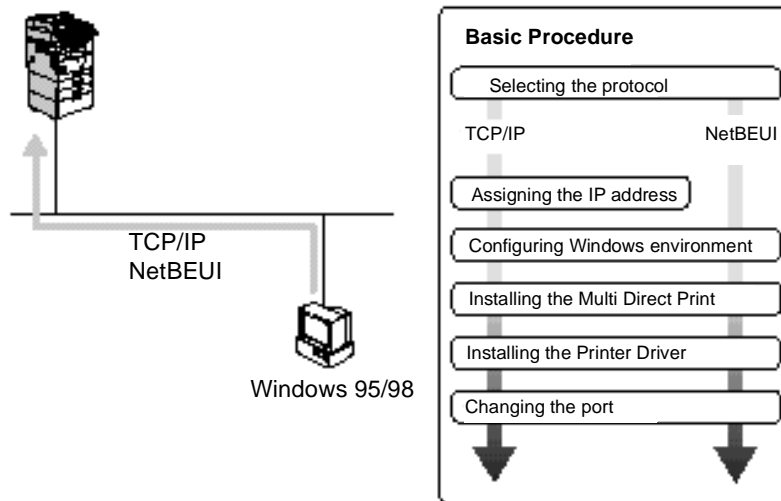 TCP/IP
NetBEUI
Windows 95/98
Basic Procedure
Selecting the protocol
TCP/IP
NetBEUI
Assigning the IP address
Configuring Windows environment
Installing the Multi Direct Print
Installing the Printer Driver
Changing the port